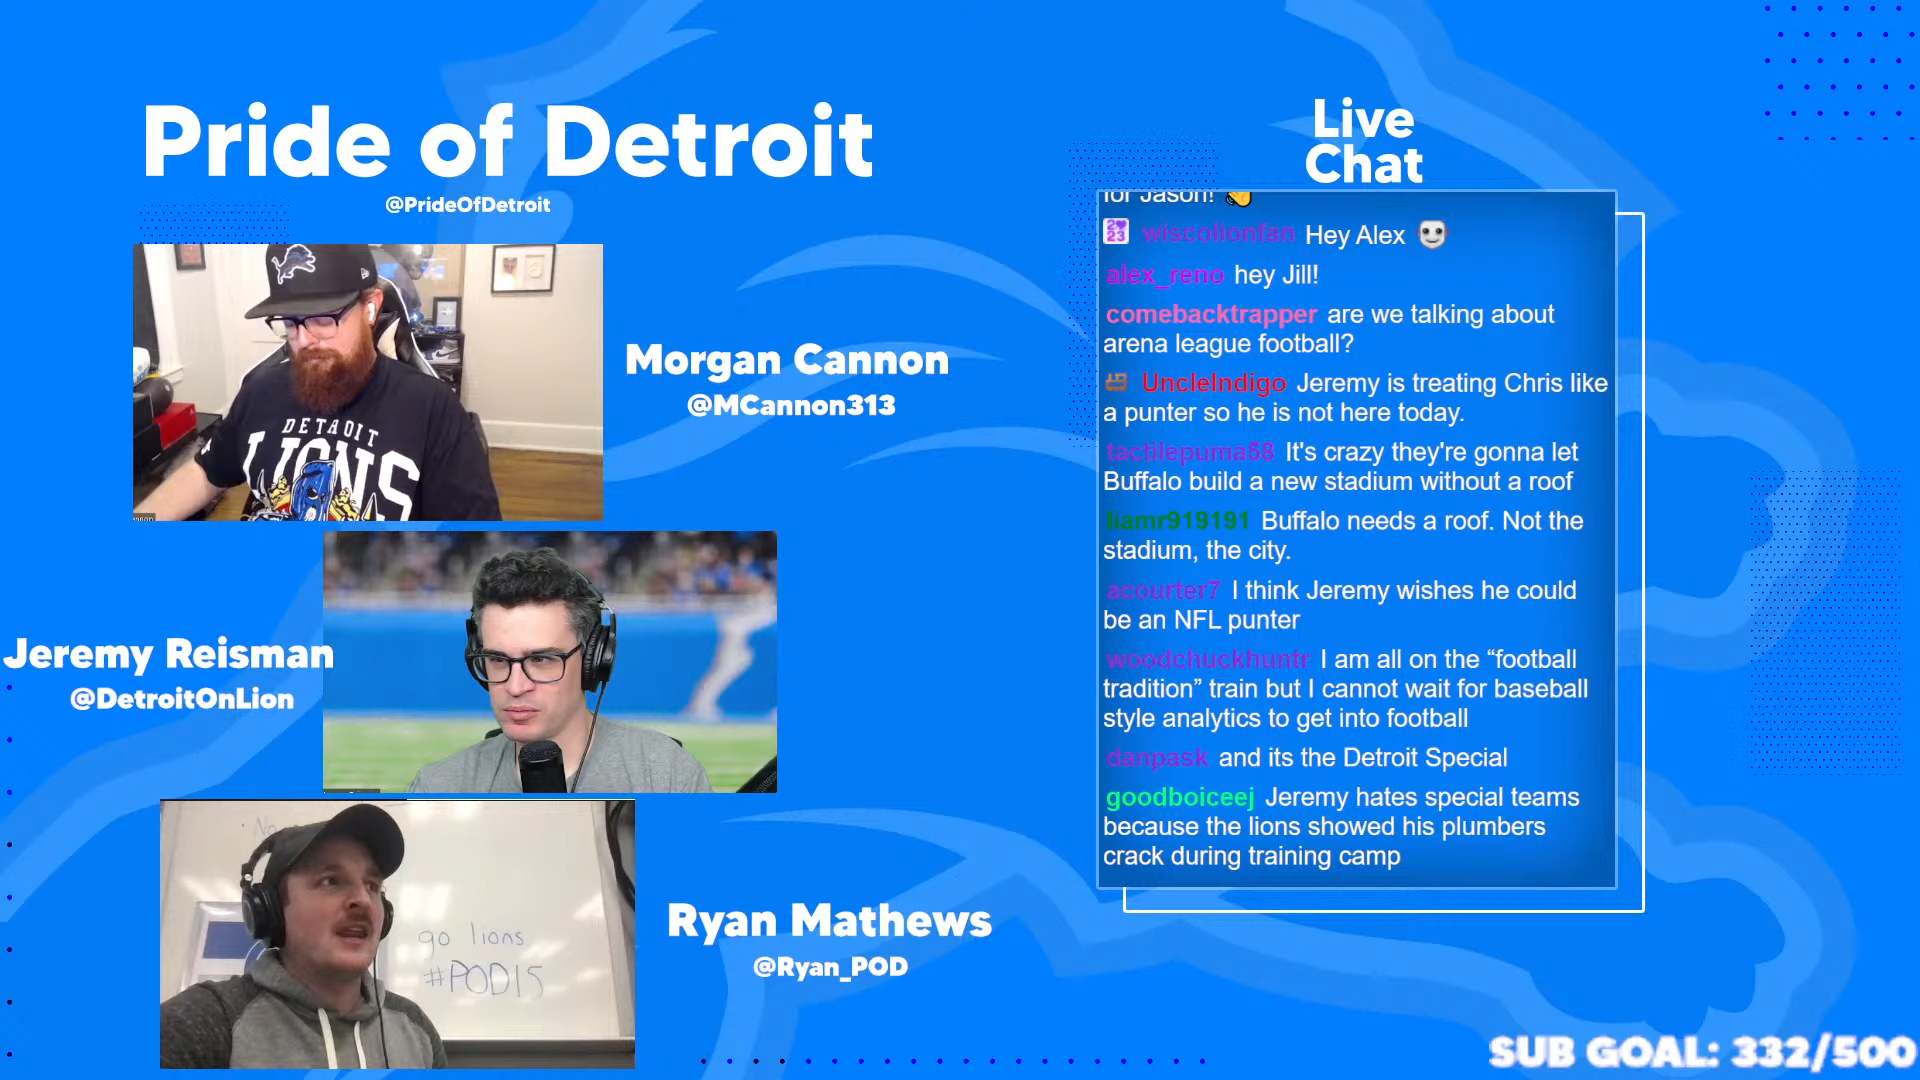 Pride of Detroit
@PrideOfDetroit
DETROIT
LIONS
Morgan Cannon
@MCannon313
Jeremy Reisman
@DetroitOnLion
go lions
#POD15
Ryan Mathews
@Ryan_POD
Live
Chat
for Jason!
2023 wiscolionfan Hey Alex
alex_reno hey Jill!
comebacktrapper are we talking about
arena league football?
UncleIndigo Jeremy is treating Chris like
a punter so he is not here today.
tactilepuma58 It's crazy they're gonna let
Buffalo build a new stadium without a roof
liamr919191 Buffalo needs a roof. Not the
stadium, the city.
acourter7 I think Jeremy wishes he could
be an NFL punter
woodchuckhuntr I am all on the “football
tradition” train but I cannot wait for baseball
style analytics to get into football
danpask and its the Detroit Special
goodboiceej Jeremy hates special teams
because the lions showed his plumbers
crack during training camp
SUB GOAL: 332/500